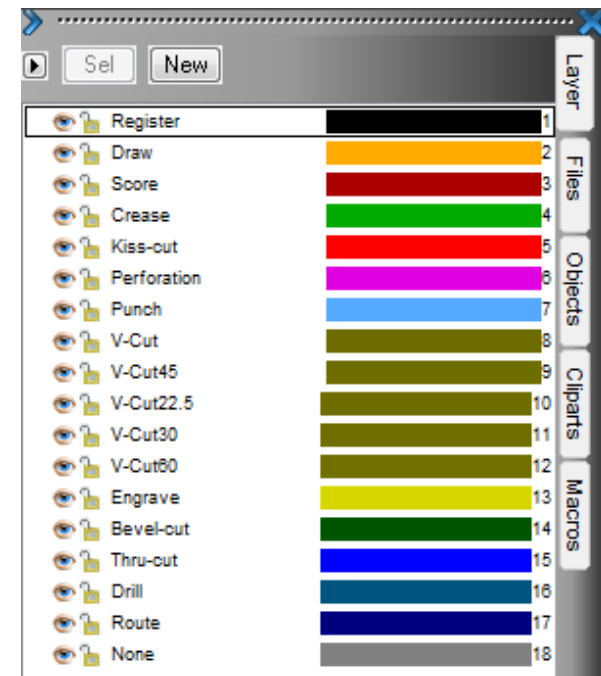 Sel New
Register 1
Draw 2
Score 3
Crease 4
Kiss-cut 5
Perforation 6
Punch 7
V-Cut 8
V-Cut45 9
V-Cut22.5 10
V-Cut30 11
V-Cut60 12
Engrave 13
Bevel-cut 14
Thru-cut 15
Drill 16
Route 17
None 18
Layer
Files
Objects
Cliparts
Macros